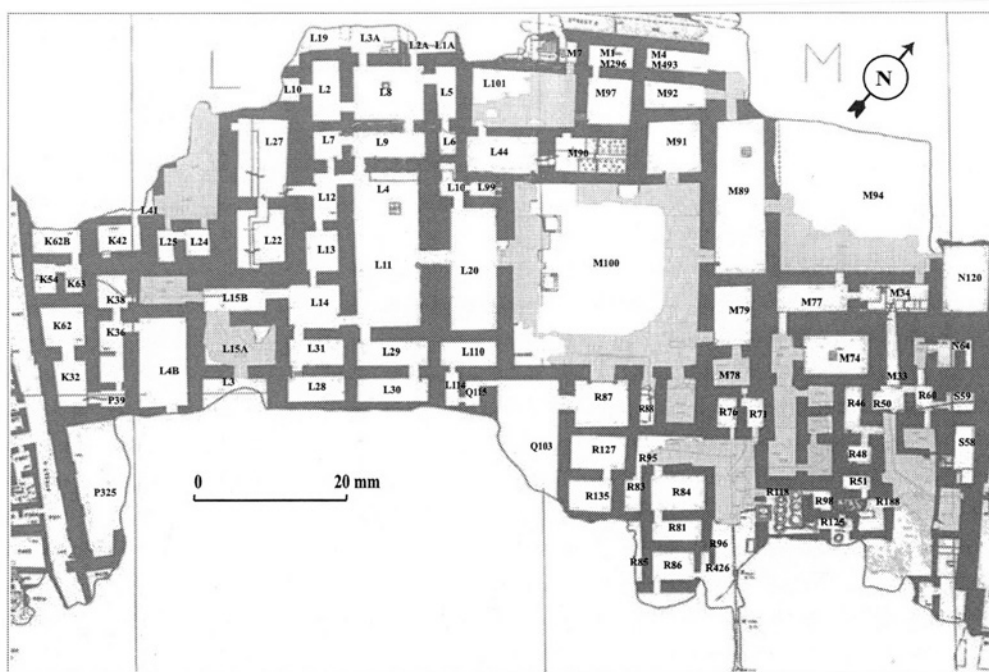 STREET 8
L19 L3A L2A L1A M7 M1 M4
M296 M493
L M
N
L10 L2 L8 L5 L101 M97 M92
L27 L7 L9 L6 L44 M90 M91 M89
L12 L4 L10 L99 M94
L41
K62B K42 L25 L24 L22 L13 L11 L20 M100 N120
K54 K63 K38 L15B L14 M79 M77 M34
K62 K36 L15A L31 L29 L110 M74 N64
K32 L4B L3 L28 L30 L114 Q115 M78 M33
P39 R87 R88 R76 R71 R46 R50 R60 S59
Q103 R127 R95 R48 S58
P325 0 20 mm R135 R83 R84 R118 R98 R51 R188
R81 R96 R125
R85 R86 R426